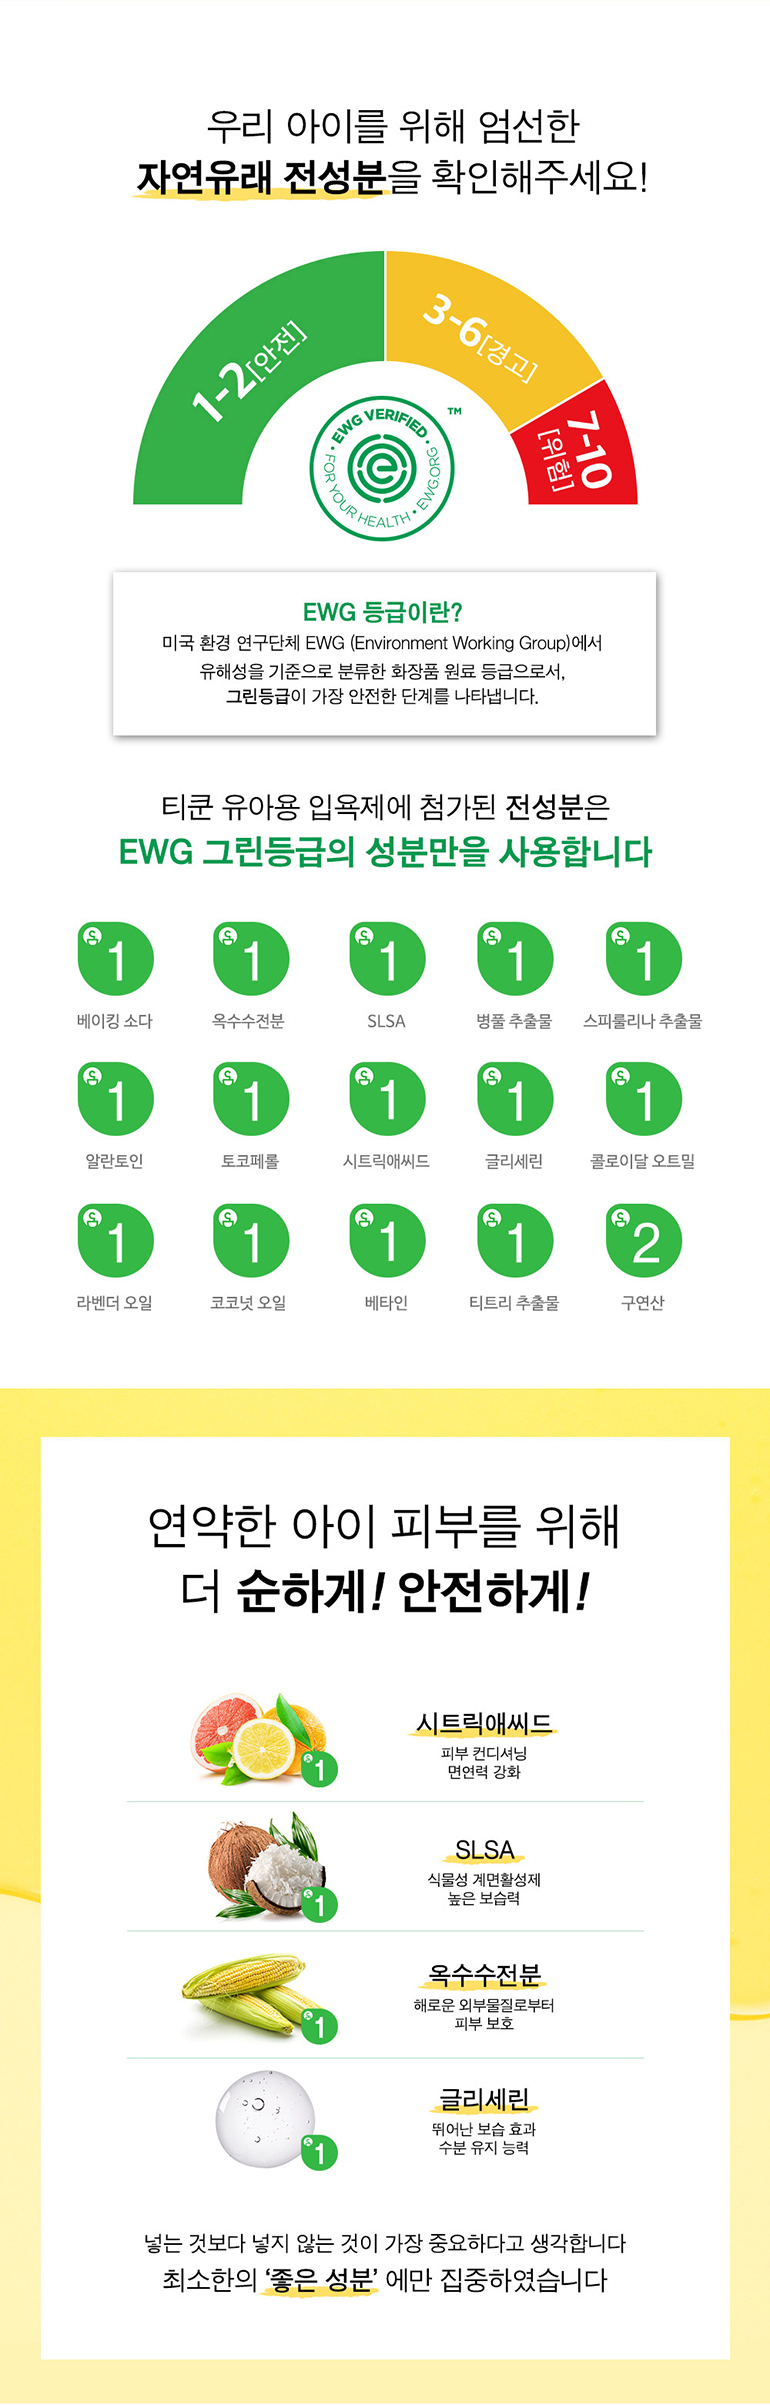 우리 아이를 위해 엄선한
자연유래 전성분을 확인해주세요!
1-2[안전]
3-6[경고]
7-10
[위험]
EWG VERIFIED
TM
FOR YOUR HEALTH • EWG.ORG
e
EWG 등급이란?
미국 환경 연구단체 EWG (Environment Working Group)에서
유해성을 기준으로 분류한 화장품 원료 등급으로서,
그린등급이 가장 안전한 단계를 나타냅니다.
티쿤 유아용 입욕제에 첨가된 전성분은
EWG 그린등급의 성분만을 사용합니다
1 1 1 1 1
베이킹 소다 옥수수전분 SLSA 병풀 추출물 스피룰리나 추출물
1 1 1 1 1
알란토인 토코페롤 시트릭애씨드 글리세린 콜로이달 오트밀
1 1 1 1 2
라벤더 오일 코코넛 오일 베타인 티트리 추출물 구연산
연약한 아이 피부를 위해
더 순하게! 안전하게!
시트릭애씨드
피부 컨디셔닝
면연력 강화
1
SLSA
식물성 계면활성제
높은 보습력
1
옥수수전분
해로운 외부물질로부터
피부 보호
1
글리세린
뛰어난 보습 효과
수분 유지 능력
1
넣는 것보다 넣지 않는 것이 가장 중요하다고 생각합니다
최소한의 ‘좋은 성분’ 에만 집중하였습니다